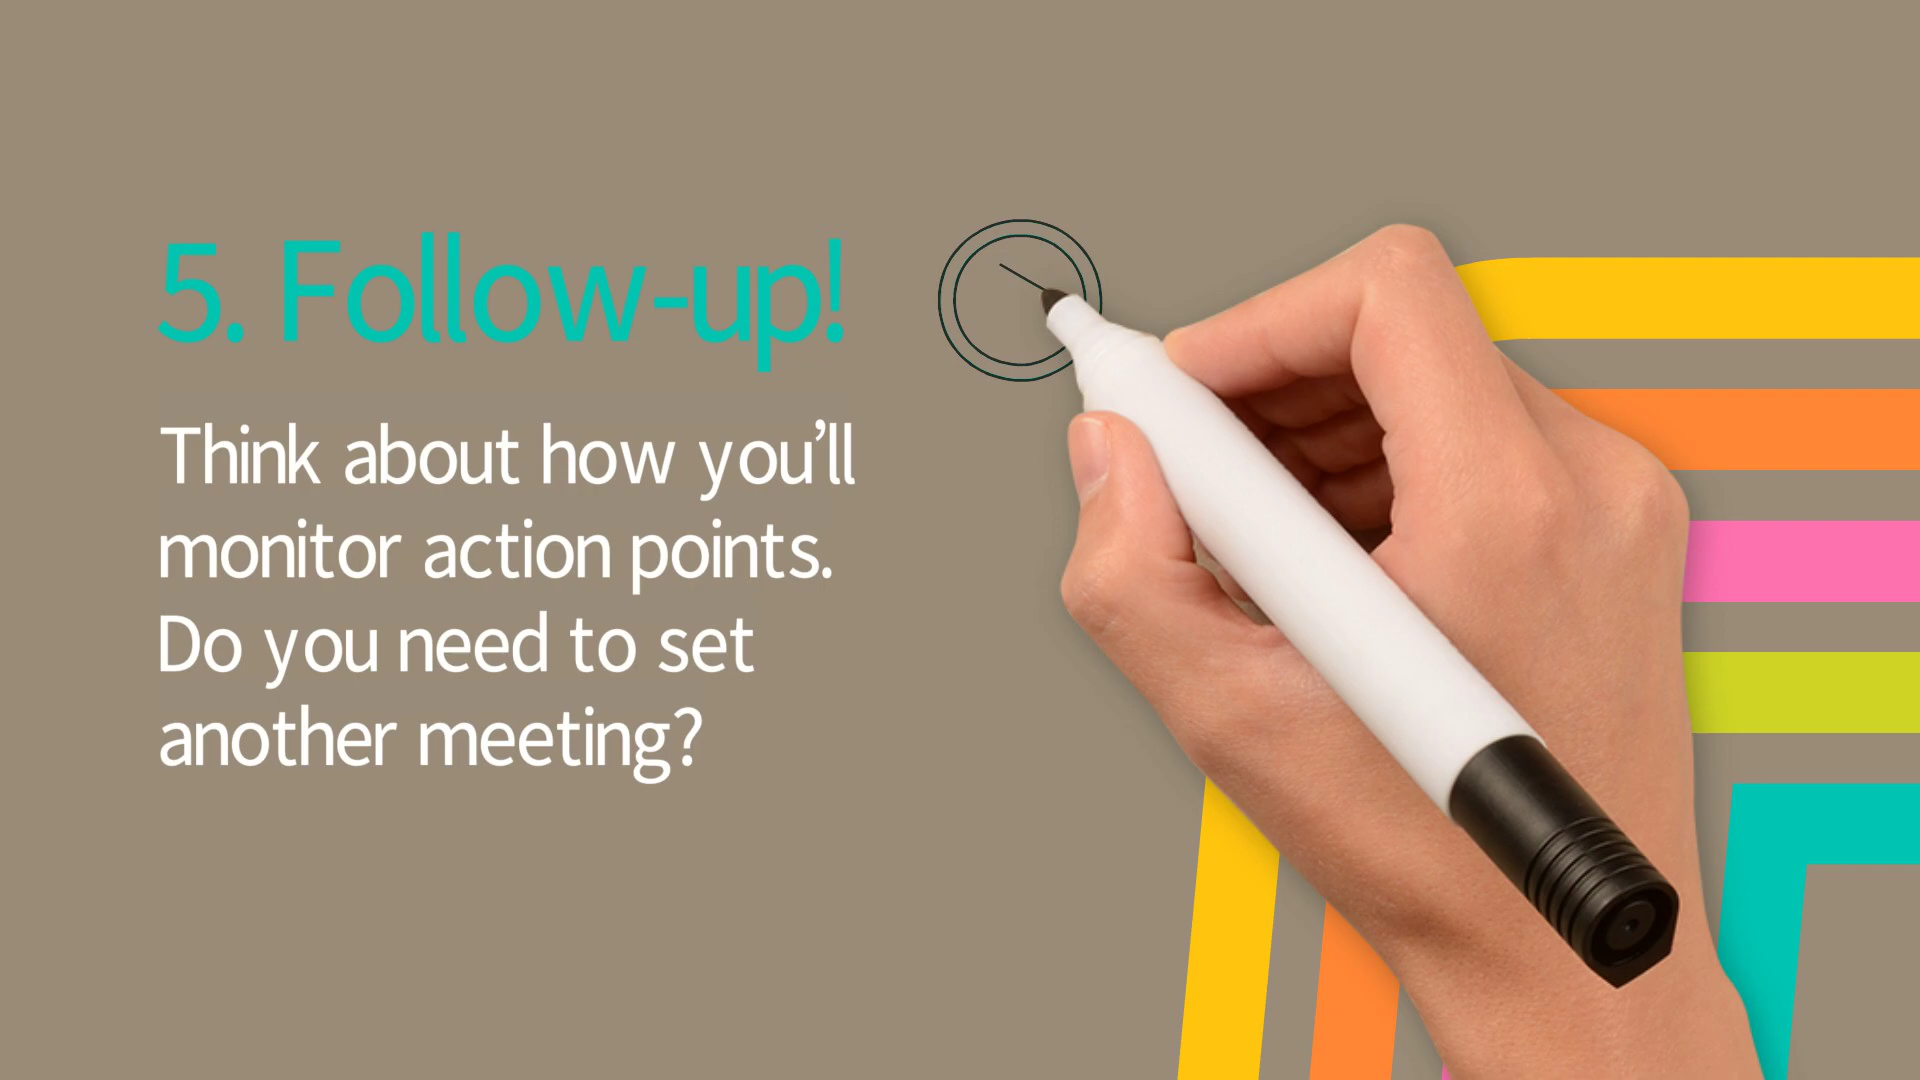 5. Follow-up!
Think about how you’ll
monitor action points.
Do you need to set
another meeting?